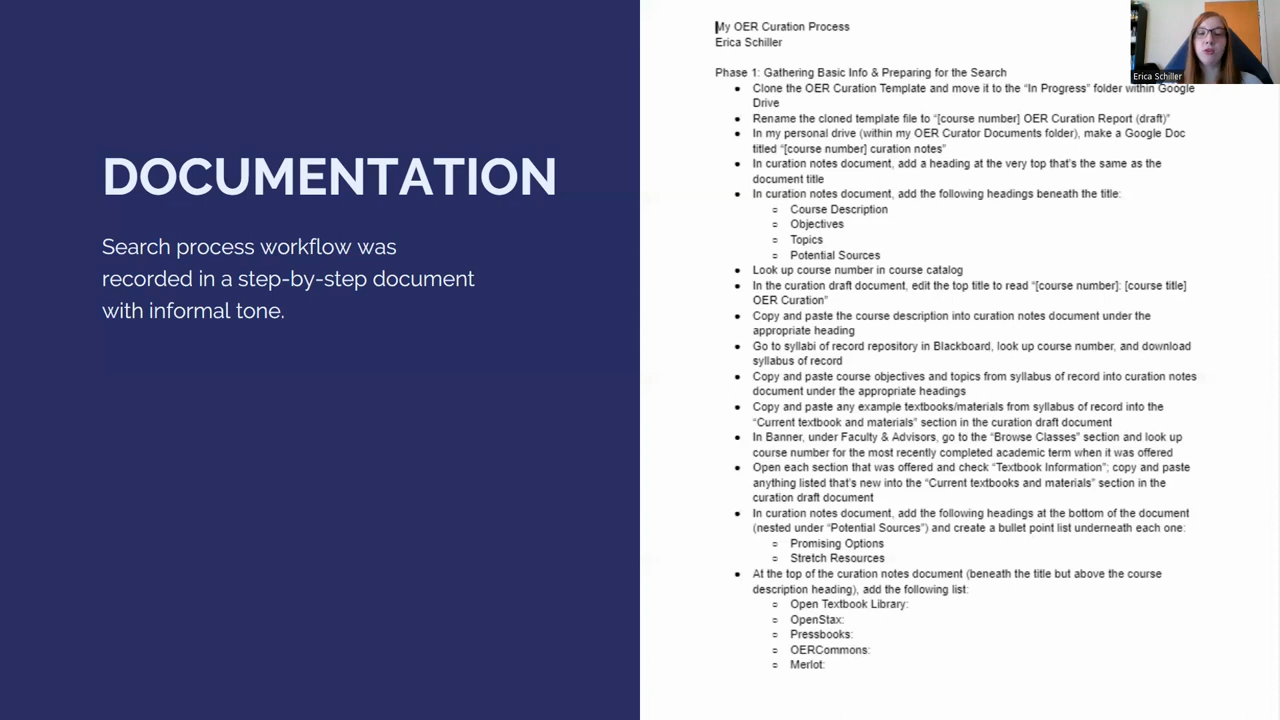 DOCUMENTATION
Search process workflow was
recorded in a step-by-step document
with informal tone.
My OER Curation Process
Erica Schiller
Phase 1: Gathering Basic Info & Preparing for the Search
● Clone the OER Curation Template and move it to the “In Progress” folder within Google
Drive
● Rename the cloned template file to “[course number] OER Curation Report (draft)”
● In my personal drive (within my OER Curator Documents folder), make a Google Doc
titled “[course number] curation notes”
● In curation notes document, add a heading at the very top that's the same as the
document title
● In curation notes document, add the following headings beneath the title:
○ Course Description
○ Objectives
○ Topics
○ Potential Sources
● Look up course number in course catalog
● In the curation draft document, edit the top title to read “[course number]: [course title]
OER Curation”
● Copy and paste the course description into curation notes document under the
appropriate heading
● Go to syllabi of record repository in Blackboard, look up course number, and download
syllabus of record
● Copy and paste course objectives and topics from syllabus of record into curation notes
document under the appropriate headings
● Copy and paste any example textbooks/materials from syllabus of record into the
“Current textbook and materials” section in the curation draft document
● In Banner, under Faculty & Advisors, go to the “Browse Classes” section and look up
course number for the most recently completed academic term when it was offered
● Open each section that was offered and check “Textbook Information”; copy and paste
anything listed that's new into the “Current textbooks and materials” section in the
curation draft document
● In curation notes document, add the following headings at the bottom of the document
(nested under “Potential Sources”) and create a bullet point list underneath each one:
○ Promising Options
○ Stretch Resources
● At the top of the curation notes document (beneath the title but above the course
description heading), add the following list:
○ Open Textbook Library:
○ OpenStax:
○ Pressbooks:
○ OERCommons:
○ Merlot:
Erica Schiller